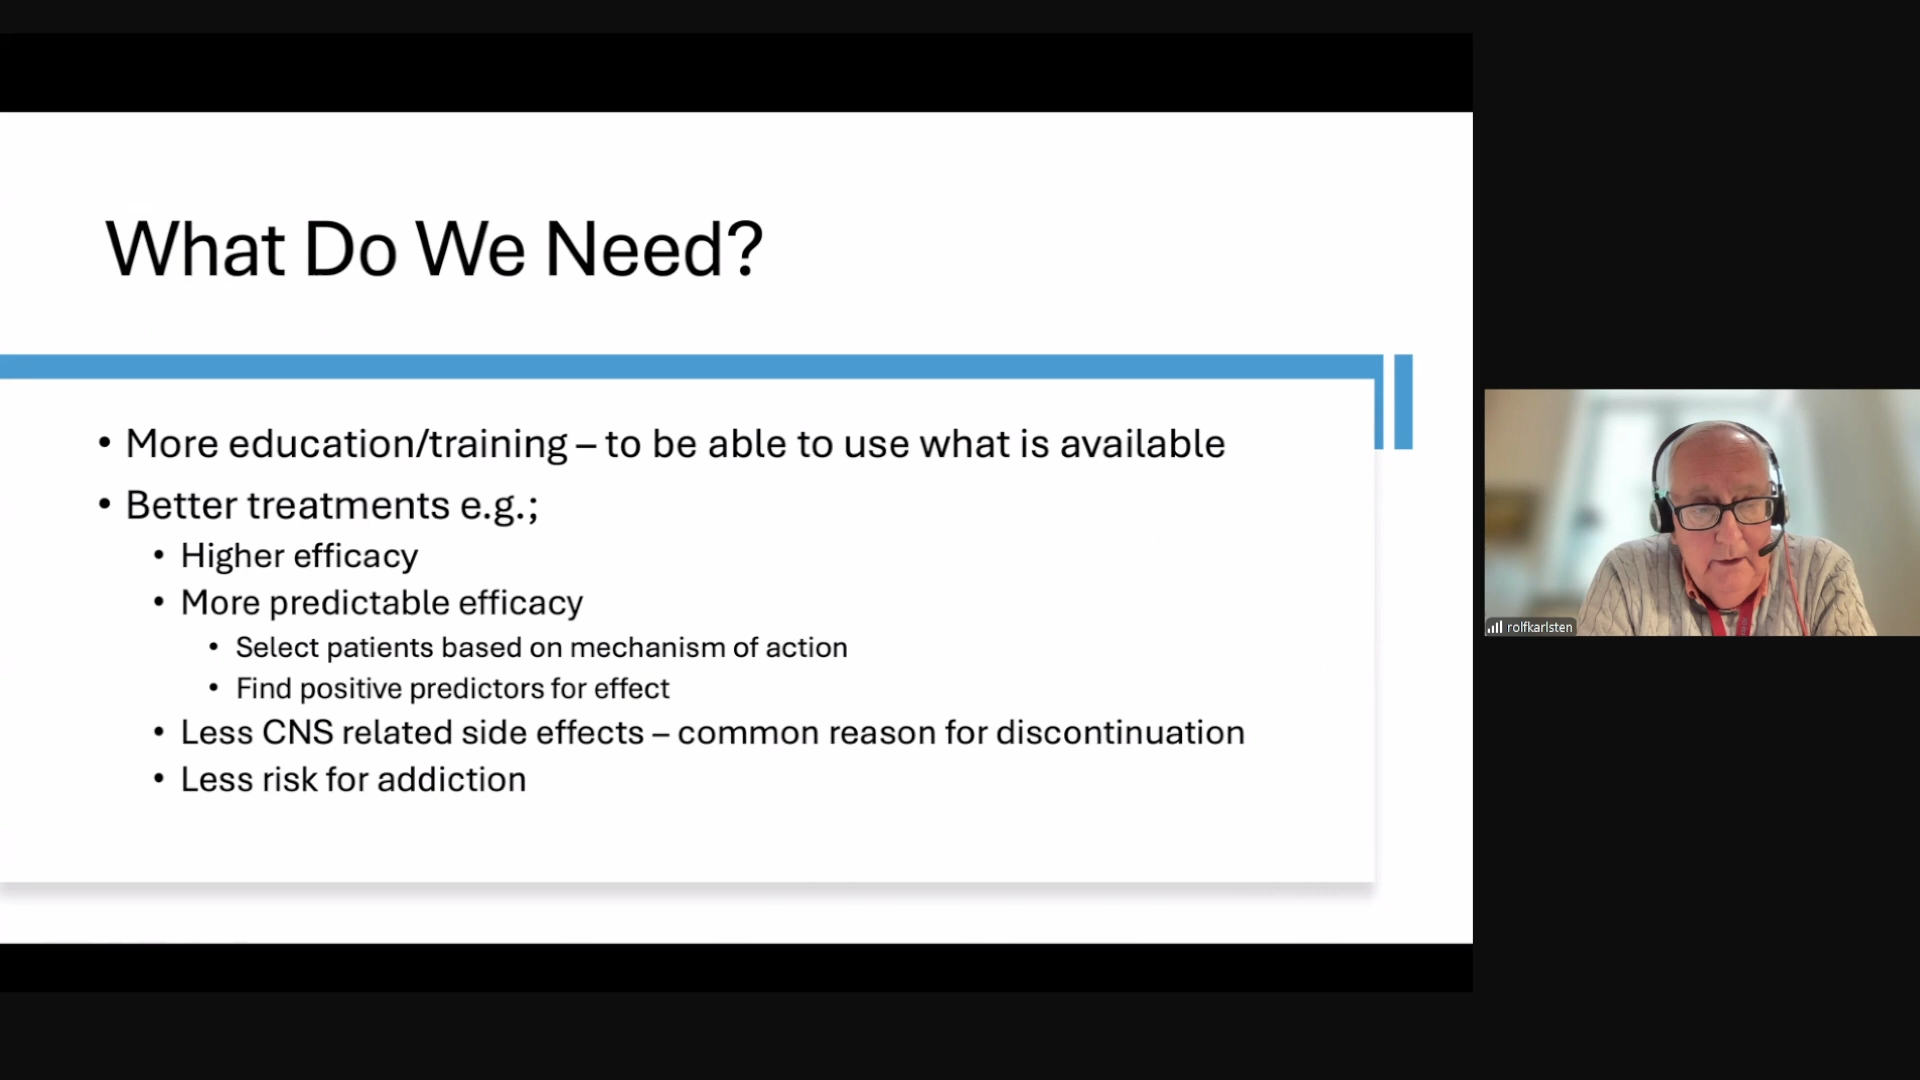 What Do We Need?
• More education/training – to be able to use what is available
• Better treatments e.g.;
• Higher efficacy
• More predictable efficacy
• Select patients based on mechanism of action
• Find positive predictors for effect
• Less CNS related side effects – common reason for discontinuation
• Less risk for addiction
rolfkarlsten